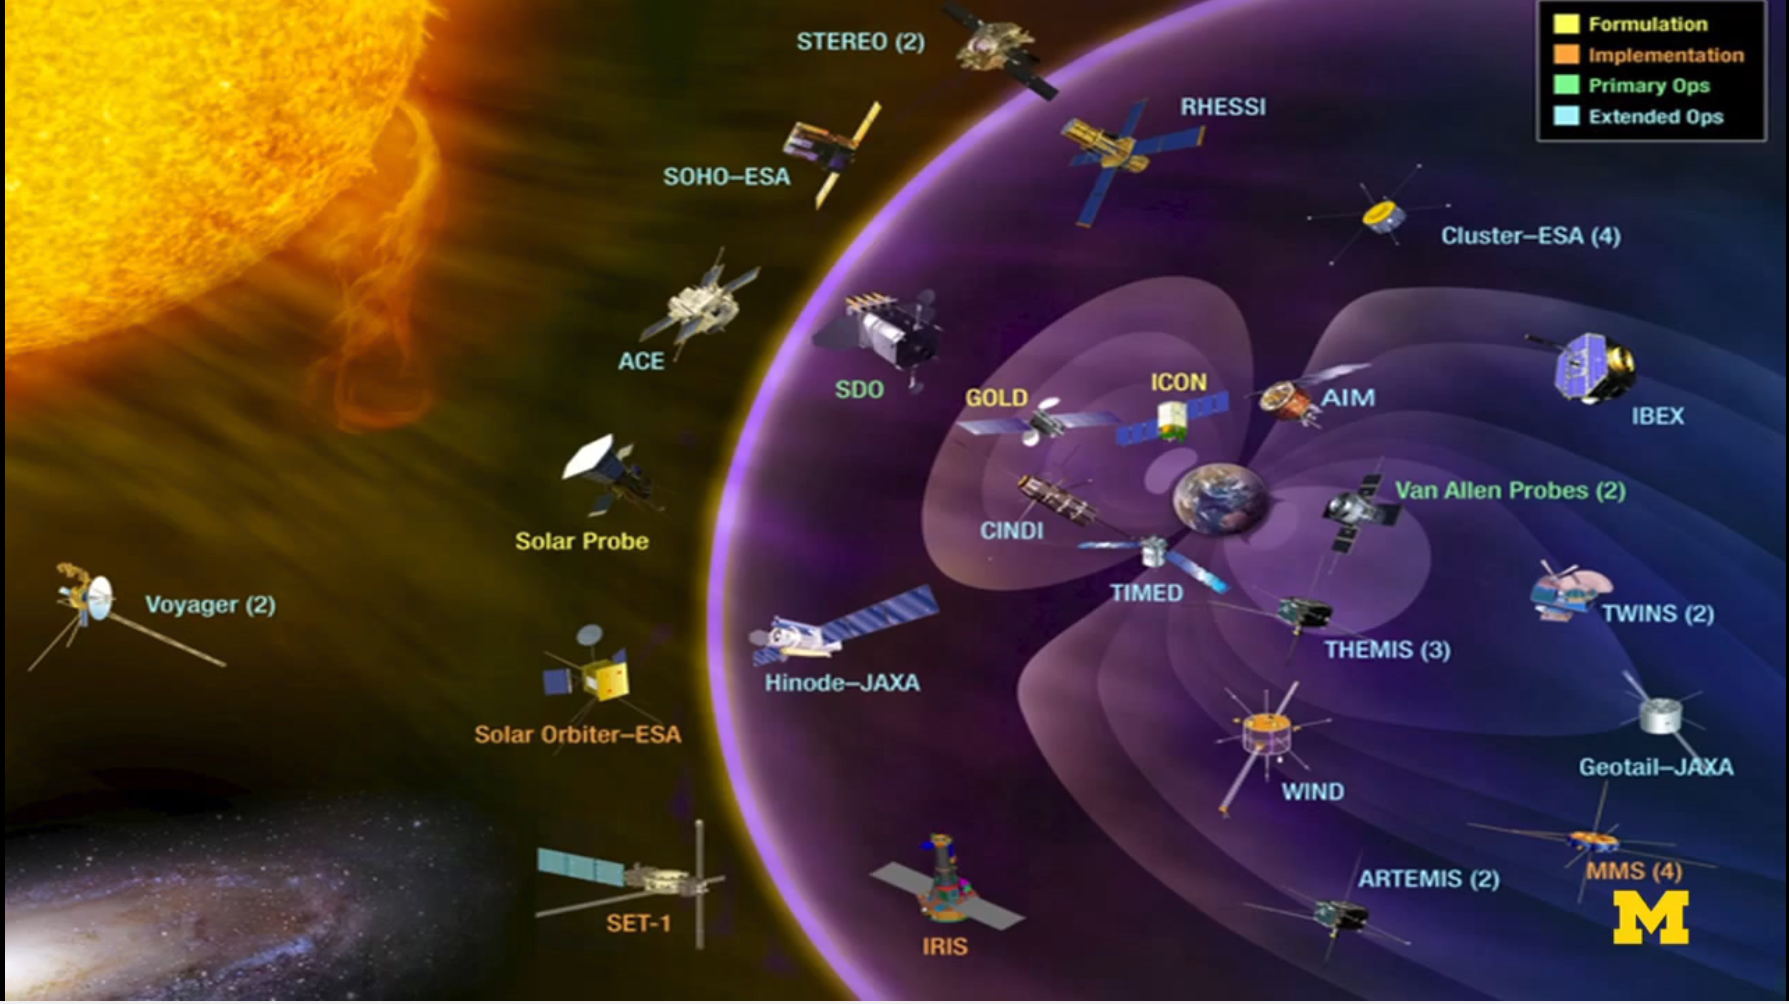 STEREO (2)
Formulation
Implementation
Primary Ops
Extended Ops
RHESSI
SOHO–ESA
Cluster–ESA (4)
ACE
SDO
GOLD
ICON
AIM
IBEX
Van Allen Probes (2)
CINDI
Solar Probe
TIMED
Voyager (2)
TWINS (2)
THEMIS (3)
Hinode–JAXA
Solar Orbiter–ESA
Geotail–JAXA
WIND
MMS (4)
ARTEMIS (2)
M
SET-1
IRIS